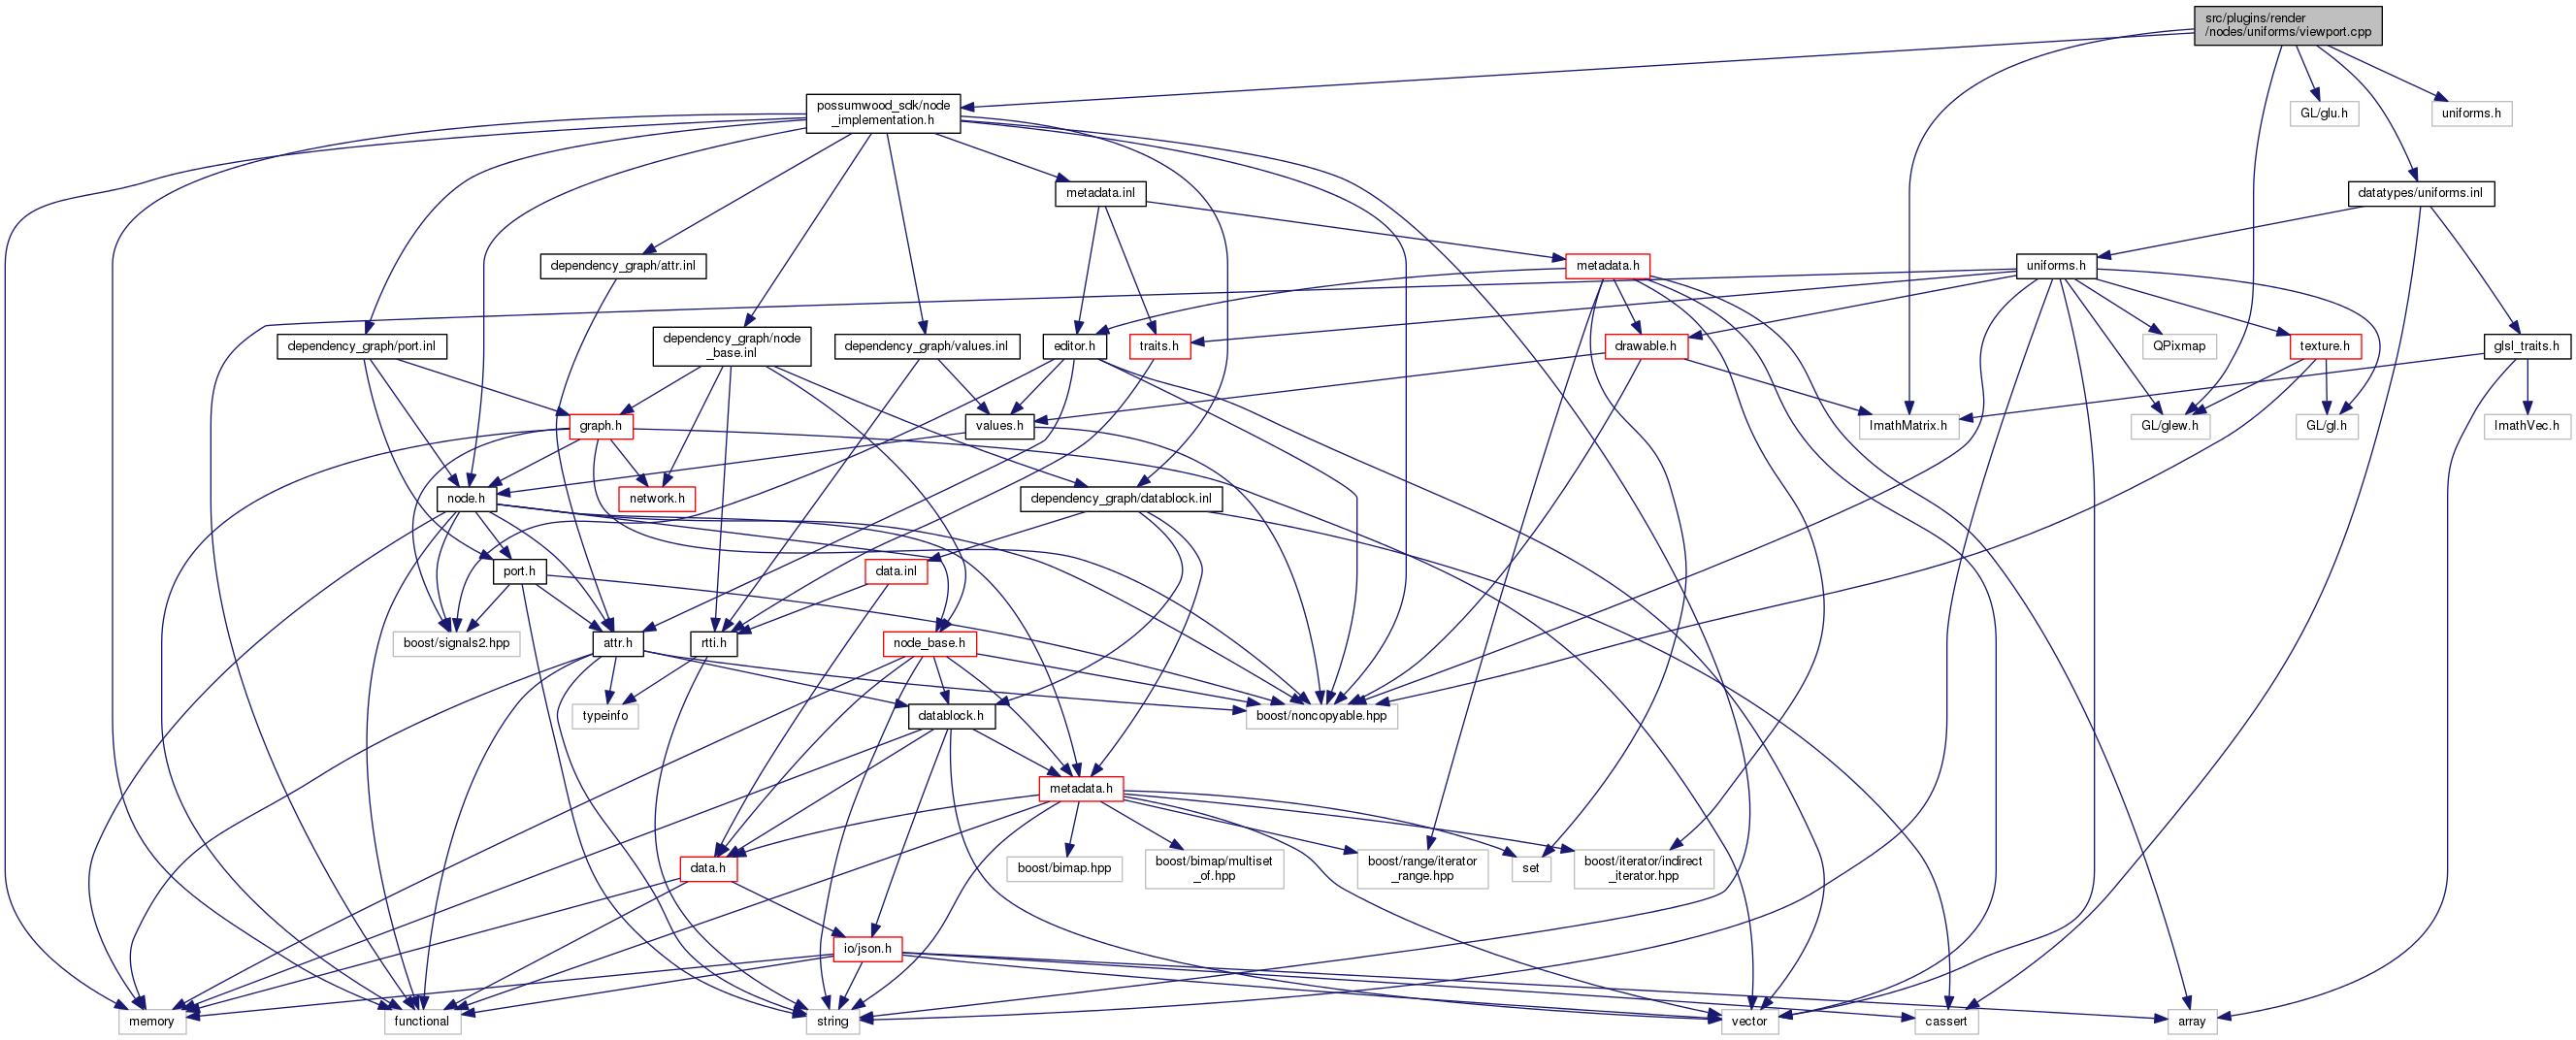 src/plugins/render
/nodes/uniforms/viewport.cpp
possumwood_sdk/node
_implementation.h
GL/glu.h
uniforms.h
metadata.inl
datatypes/uniforms.inl
dependency_graph/attr.inl
metadata.h
uniforms.h
dependency_graph/port.inl
dependency_graph/node
_base.inl
dependency_graph/values.inl
editor.h
traits.h
drawable.h
QPixmap
texture.h
glsl_traits.h
graph.h
values.h
ImathMatrix.h
GL/glew.h
GL/gl.h
ImathVec.h
node.h
network.h
dependency_graph/datablock.inl
port.h
data.inl
boost/signals2.hpp
attr.h
rtti.h
node_base.h
typeinfo
datablock.h
boost/noncopyable.hpp
metadata.h
data.h
boost/bimap.hpp
boost/bimap/multiset
_of.hpp
boost/range/iterator
_range.hpp
set
boost/iterator/indirect
_iterator.hpp
io/json.h
memory
functional
string
vector
cassert
array